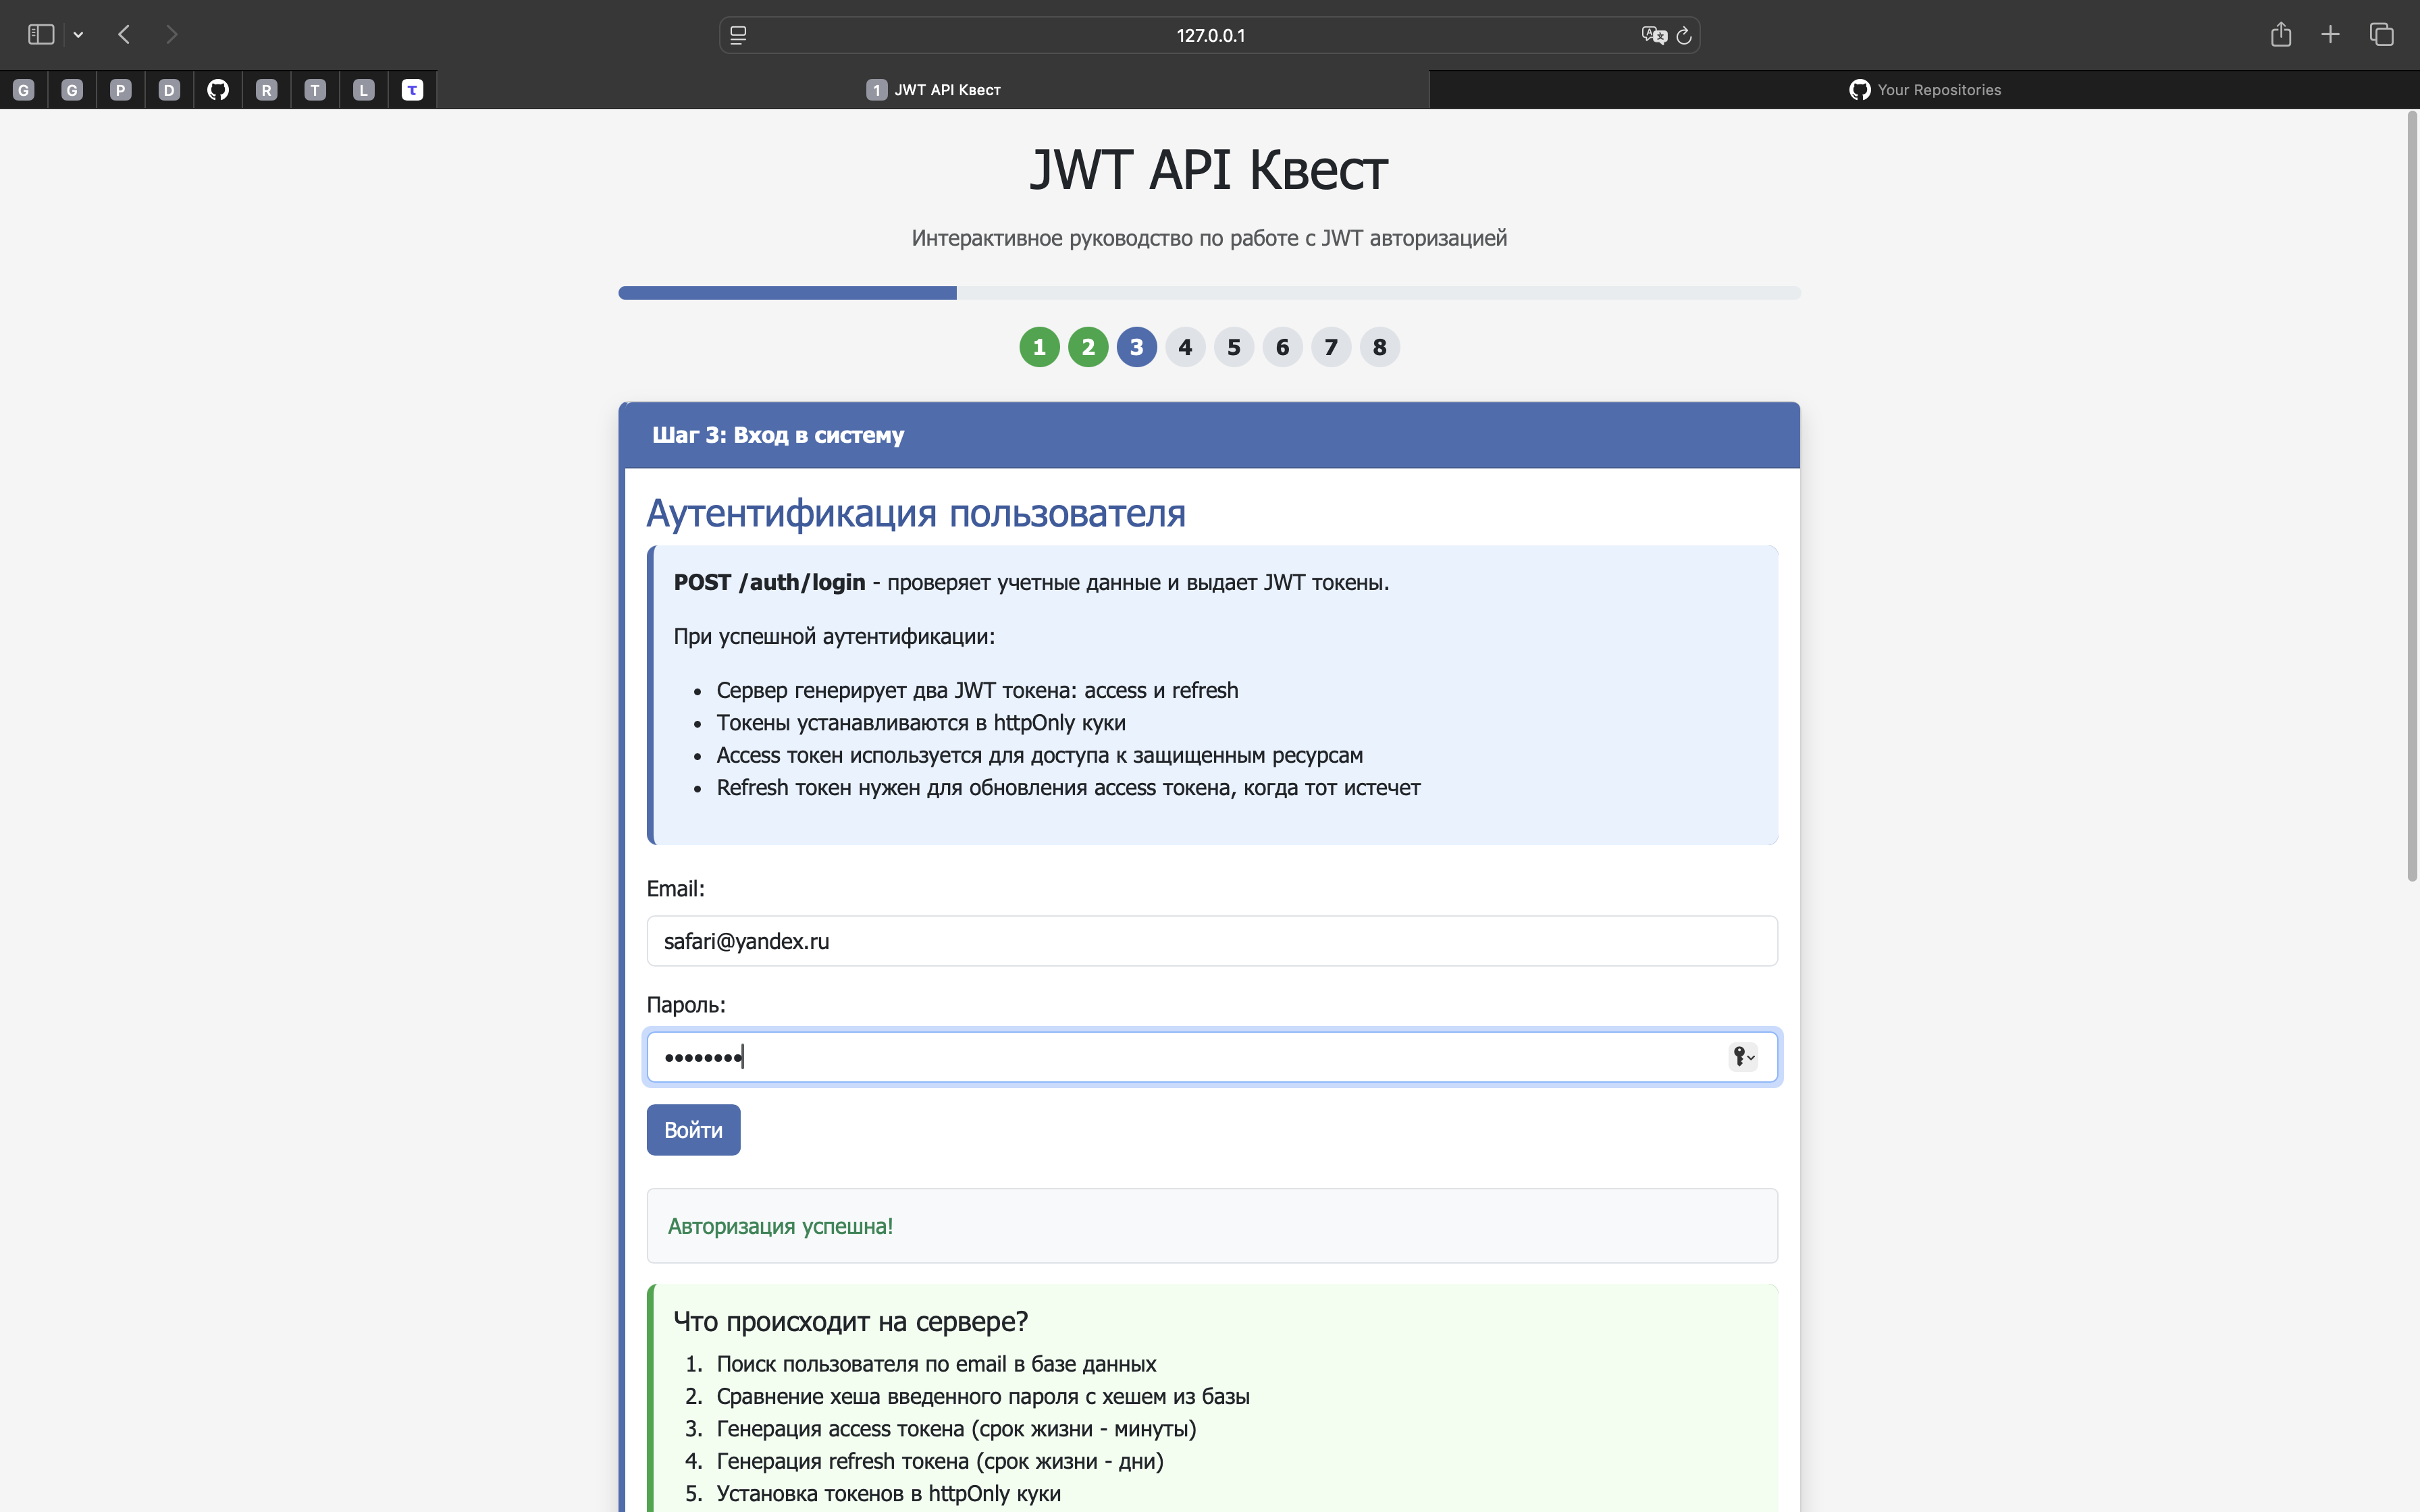 127.0.0.1
G G P D R T L τ 1 JWT API Квест Your Repositories
JWT API Квест
Интерактивное руководство по работе с JWT авторизацией
1 2 3 4 5 6 7 8
Шаг 3: Вход в систему
Аутентификация пользователя
POST /auth/login - проверяет учетные данные и выдает JWT токены.
При успешной аутентификации:
• Сервер генерирует два JWT токена: access и refresh
• Токены устанавливаются в httpOnly куки
• Access токен используется для доступа к защищенным ресурсам
• Refresh токен нужен для обновления access токена, когда тот истечет
Email:
safari@yandex.ru
Пароль:
••••••••
Войти
Авторизация успешна!
Что происходит на сервере?
1. Поиск пользователя по email в базе данных
2. Сравнение хеша введенного пароля с хешем из базы
3. Генерация access токена (срок жизни - минуты)
4. Генерация refresh токена (срок жизни - дни)
5. Установка токенов в httpOnly куки